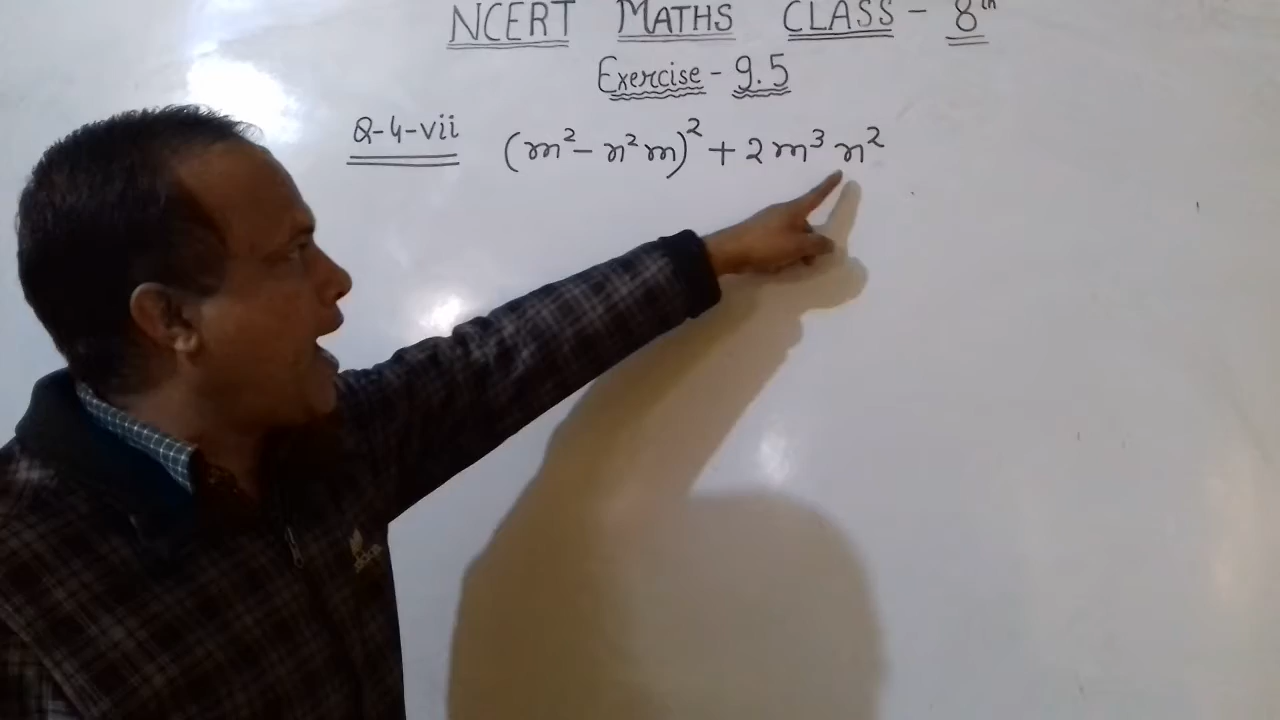 NCERT MATHS CLASS - 8th
Exercise - 9.5
Q-4-vii (m² - n²m)² + 2m³n²